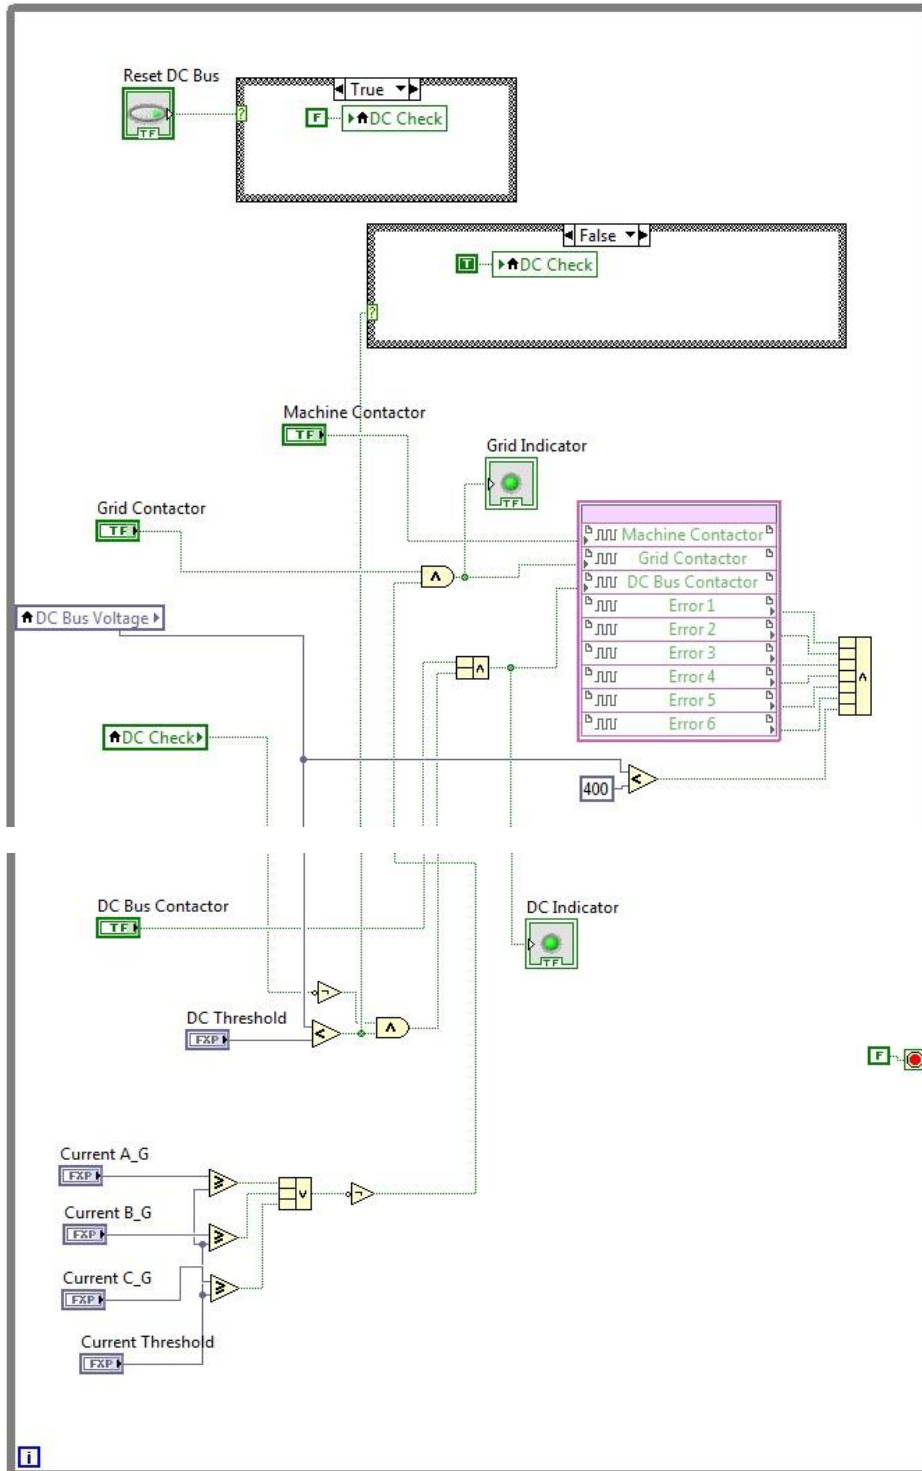 Reset DC Bus
TF
True
F
DC Check
False
T
DC Check
Machine Contactor
TF
Grid Indicator
TF
Grid Contactor
TF
Machine Contactor
Grid Contactor
DC Bus Contactor
Error 1
Error 2
Error 3
Error 4
Error 5
Error 6
DC Bus Voltage
DC Check
400
DC Bus Contactor
TF
DC Indicator
TF
DC Threshold
FXP
F
Current A_G
FXP
Current B_G
FXP
Current C_G
FXP
Current Threshold
FXP
i